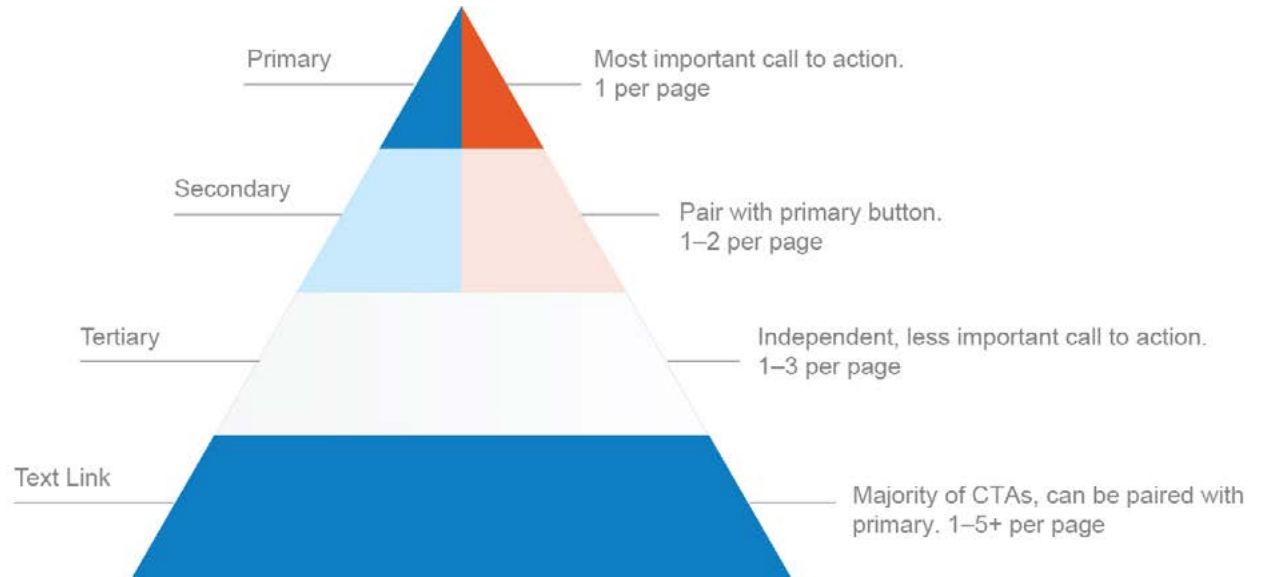 Primary
Most important call to action.
1 per page
Secondary
Pair with primary button.
1–2 per page
Tertiary
Independent, less important call to action.
1–3 per page
Text Link
Majority of CTAs, can be paired with
primary. 1–5+ per page